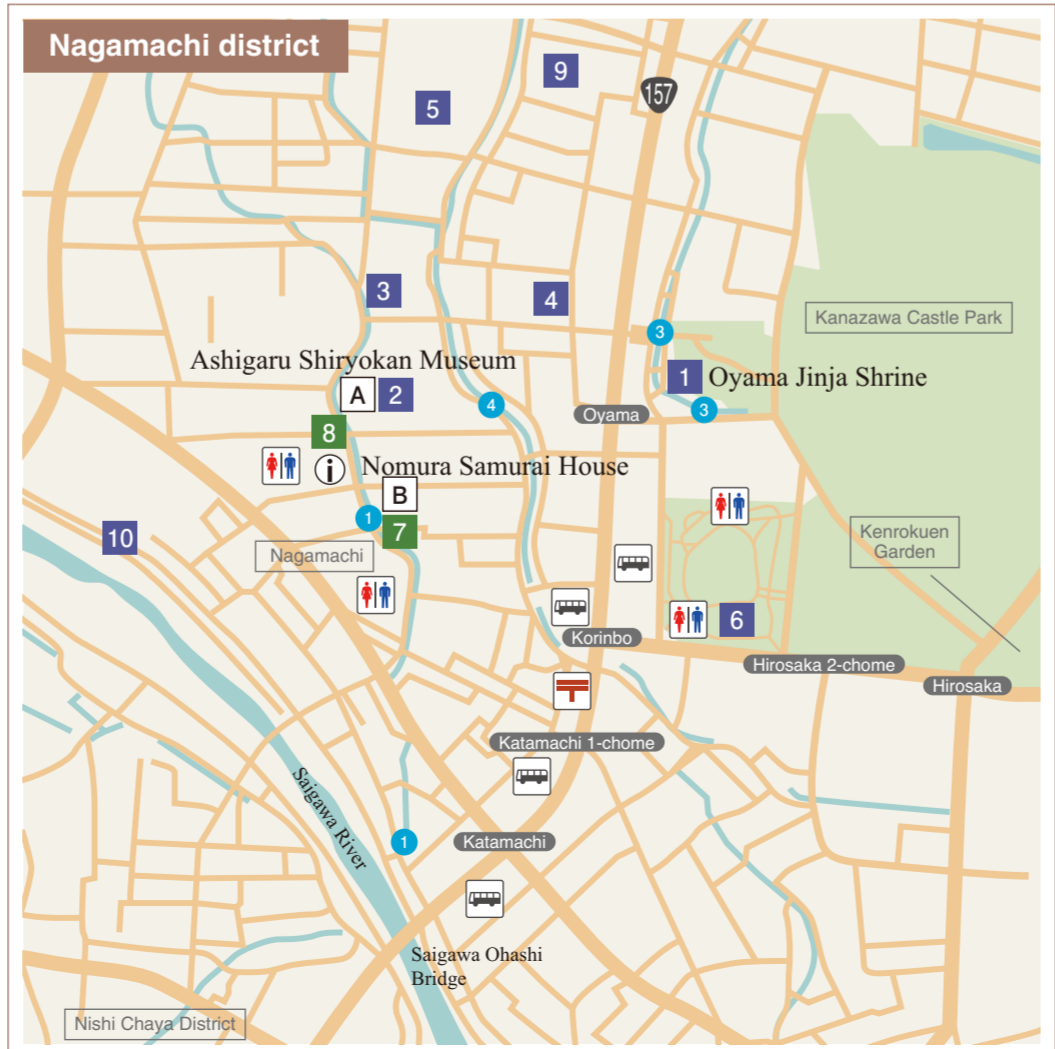 Nagamachi district
9
157
5
3
4
3
Kanazawa Castle Park
Ashigaru Shiryokan Museum
1 Oyama Jinja Shrine
A 2
4
3
Oyama
8
i Nomura Samurai House
B
1
7
10
Nagamachi
Kenrokuen
Garden
6
Korinbo
Hirosaka 2-chome
Hirosaka
Katamachi 1-chome
Saigawa River
1
Katamachi
Saigawa Ohashi
Bridge
Nishi Chaya District